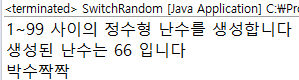 <terminated> SwitchRandom [Java Application] C:₩Pro
1~99 사이의 정수형 난수를 생성합니다
생성된 난수는 66 입니다
박수짝짝